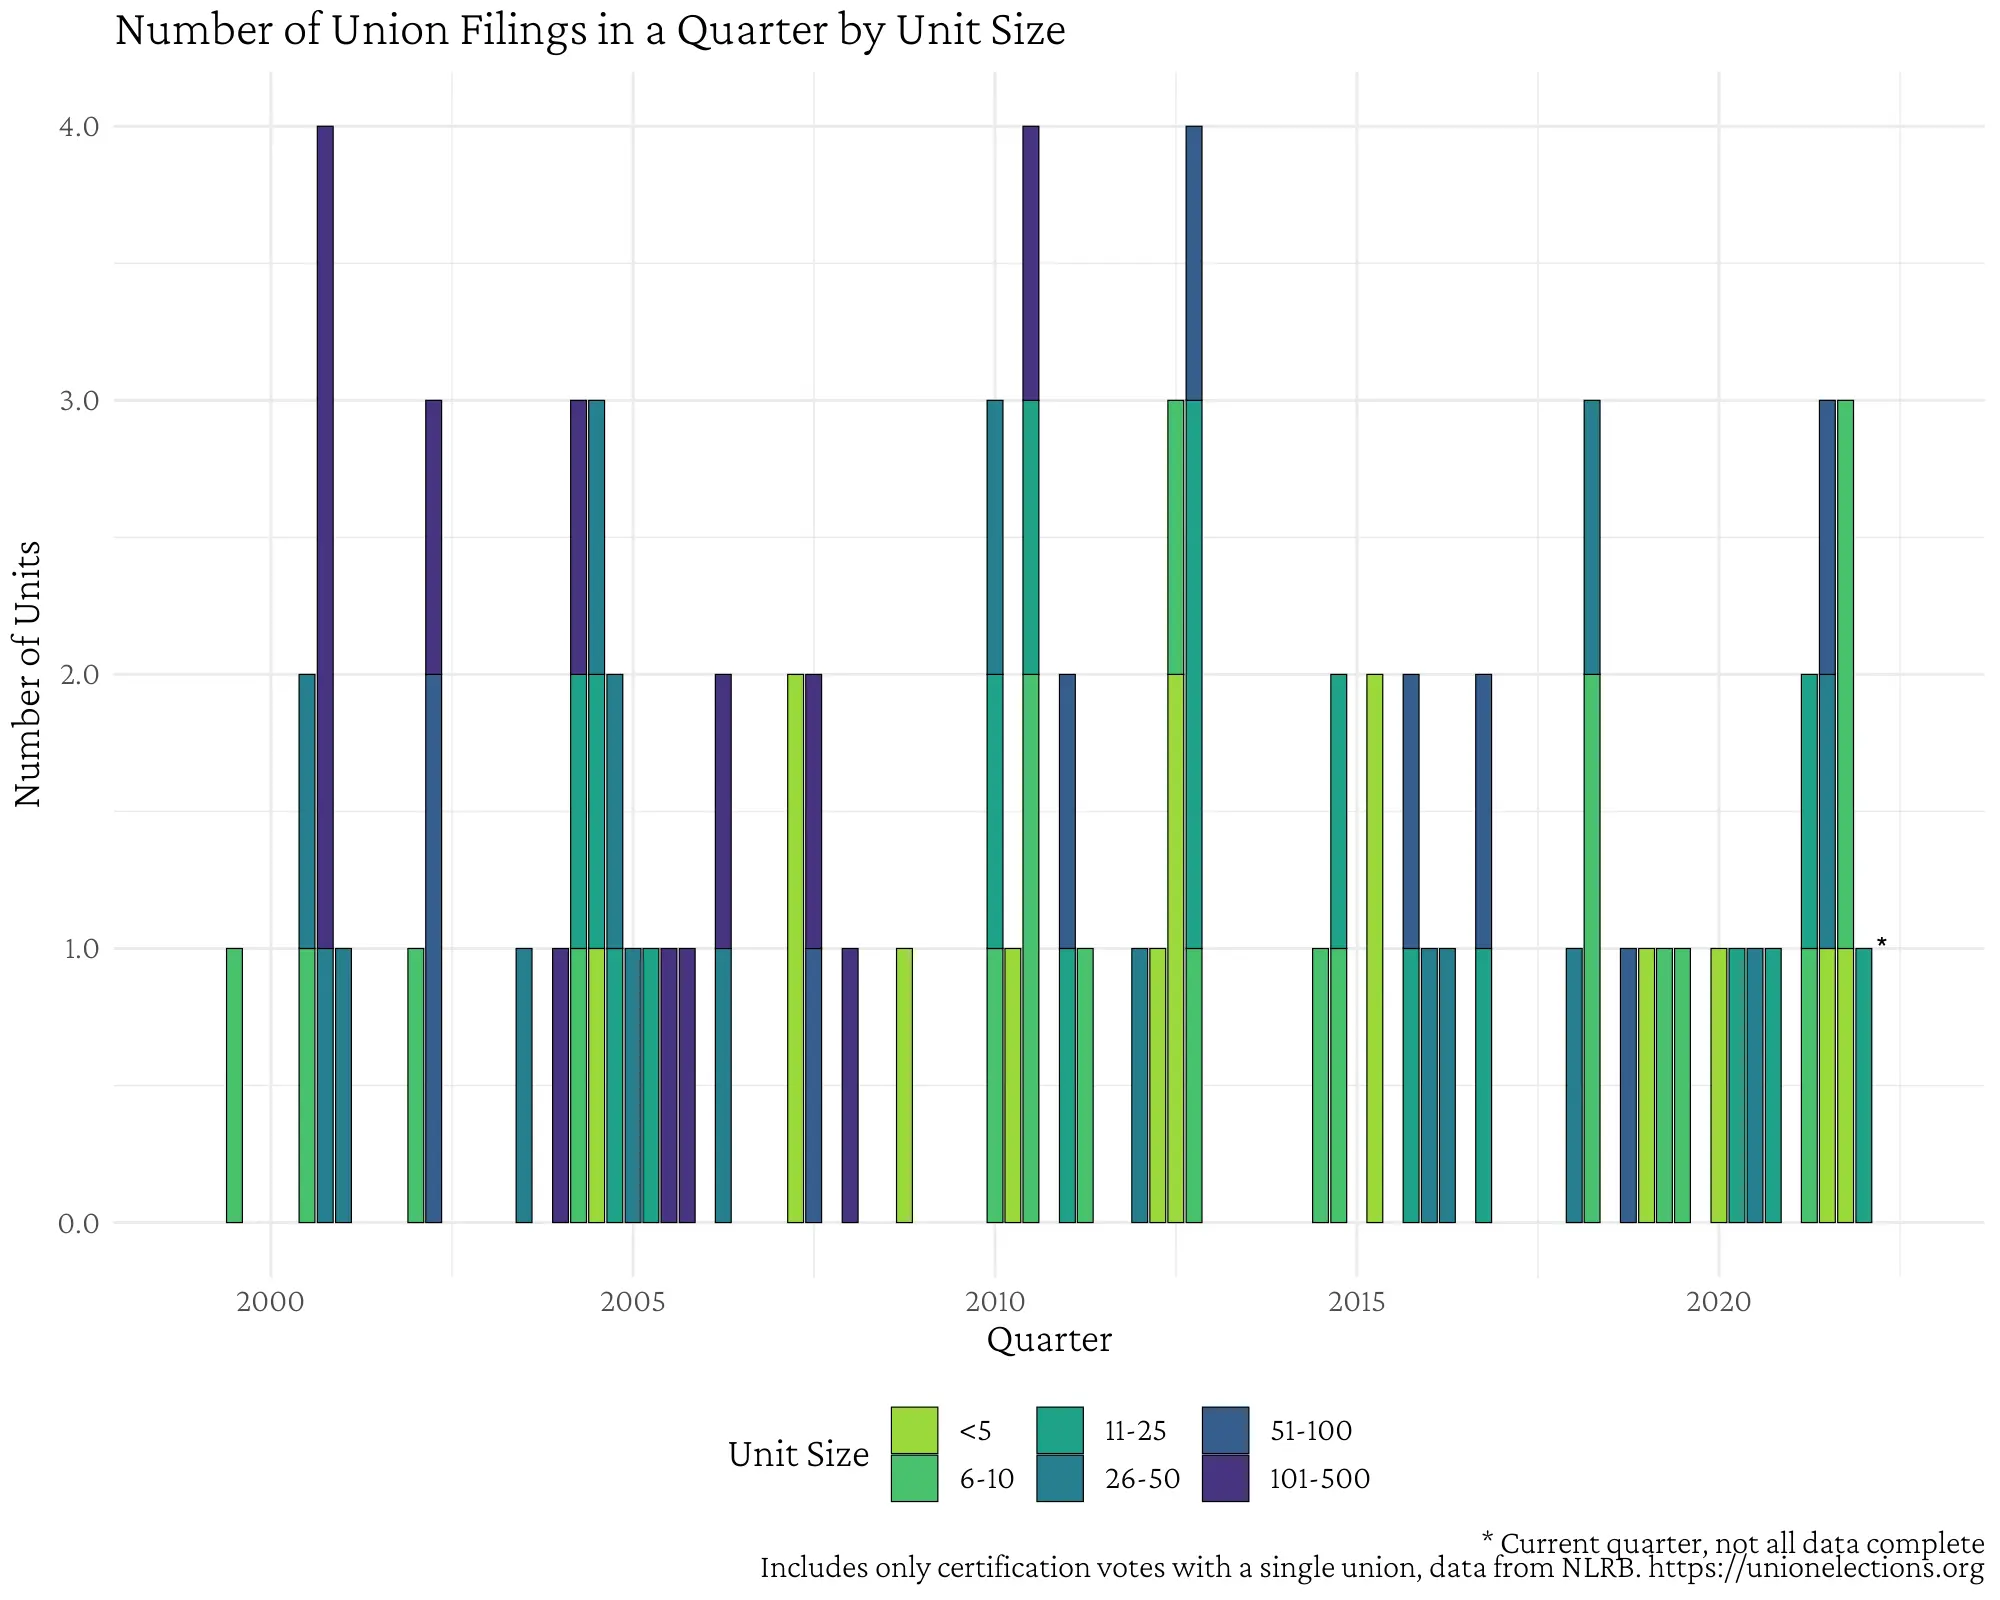 Number of Union Filings in a Quarter by Unit Size
4.0
3.0
2.0
1.0
0.0
Number of Units
*
2000 2005 2010 2015 2020
Quarter
Unit Size
<5 11-25 51-100
6-10 26-50 101-500
* Current quarter, not all data complete
Includes only certification votes with a single union, data from NLRB. https://unionelections.org